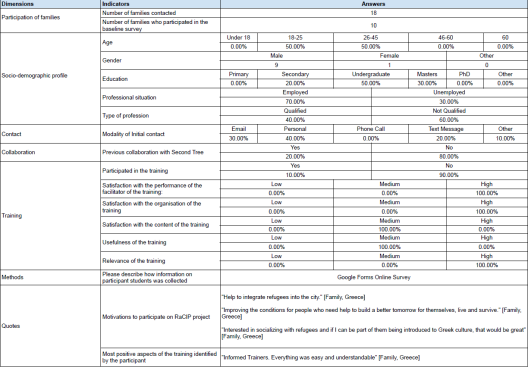 Dimensions Indicators Answers
Participation of families
Number of families contacted 18
Number of families who participated in the
baseline survey
10
Socio-demographic profile
Age
Under 18 18-25 26-45 46-60 60
0.00% 50.00% 50.00% 0.00% 0.00%
Gender
Male Female Other
9 1 0
Education
Primary Secondary Undergraduate Masters PhD Other
0.00% 20.00% 50.00% 30.00% 0.00% 0.00%
Professional situation
Employed Unemployed
70.00% 30.00%
Type of profession
Qualified Not Qualified
40.00% 60.00%
Contact
Modality of Initial contact
Email Personal Phone Call Text Message Other
30.00% 40.00% 0.00% 20.00% 10.00%
Collaboration
Previous collaboration with Second Tree
Yes No
20.00% 80.00%
Training
Participated in the training
Yes No
10.00% 90.00%
Satisfaction with the performance of the
facilitator of the training:
Low Medium High
0.00% 0.00% 100.00%
Satisfaction with the organisation of the
training
Low Medium High
0.00% 0.00% 100.00%
Satisfaction with the content of the training
Low Medium High
0.00% 100.00% 0.00%
Usefulness of the training
Low Medium High
0.00% 100.00% 0.00%
Relevance of the training
Low Medium High
0.00% 0.00% 100.00%
Methods
Please describe how information on
participant students was collected
Google Forms Online Survey
Quotes
Motivations to participate on RaCIP project
"Help to integrate refugees into the city." [Family, Greece]
"Improving the conditions for people who need help to build a better tomorrow for themselves, live and survive." [Family,
Greece]
"Interested in socializing with refugees and if I can be part of them being introduced to Greek culture, that would be great"
[Family, Greece]
Most positive aspects of the training identified
by the participant
"Informed Trainers. Everything was easy and understandable" [Family, Greece]